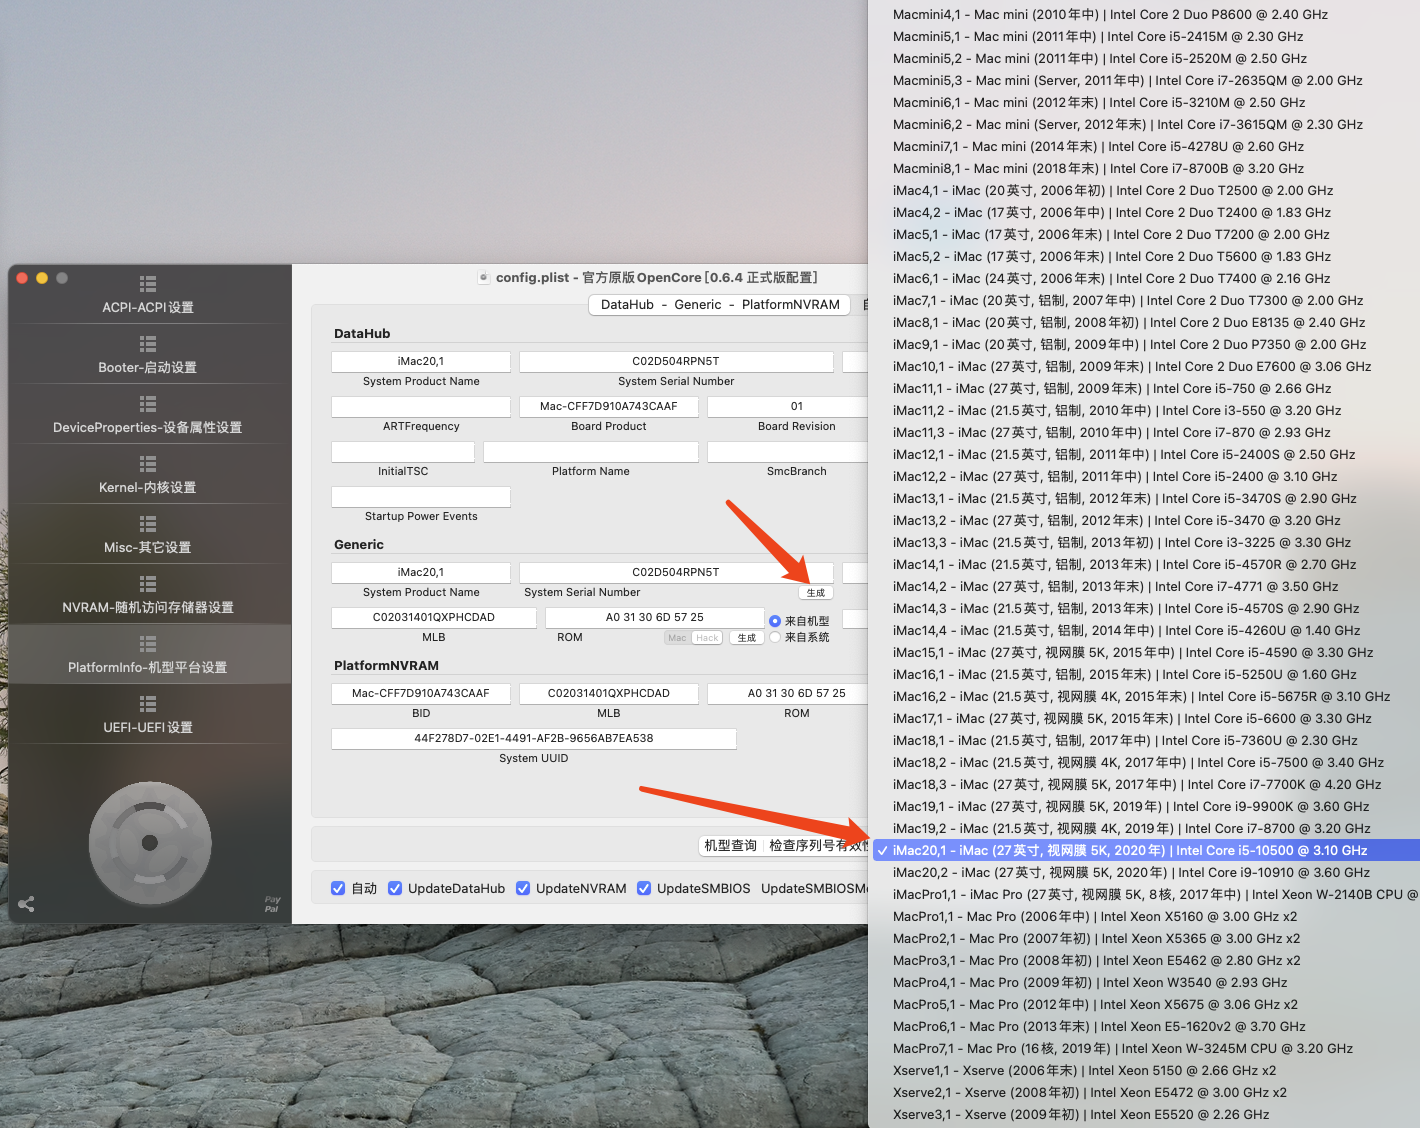 config.plist - 官方原版OpenCore [0.6.4 正式版配置]
ACPI-ACPI设置
Booter-启动设置
DeviceProperties-设备属性设置
Kernel-内核设置
Misc-其它设置
NVRAM-随机访问存储器设置
PlatformInfo-机型平台设置
UEFI-UEFI设置
Pay
Pal
DataHub - Generic - PlatformNVRAM
DataHub
iMac20,1 C02D504RPN5T
System Product Name System Serial Number
Mac-CFF7D910A743CAAF 01
ARTFrequency Board Product Board Revision
InitialTSC Platform Name SmcBranch
Startup Power Events
Generic
iMac20,1 C02D504RPN5T
System Product Name System Serial Number 生成
C02031401QXPHCDAD A0 31 30 6D 57 25 来自机型
MLB ROM Mac Hack 生成 来自系统
PlatformNVRAM
Mac-CFF7D910A743CAAF C02031401QXPHCDAD A0 31 30 6D 57 25
BID MLB ROM
44F278D7-02E1-4491-AF2B-9656AB7EA538
System UUID
机型查询 检查序列号有效性
自动 UpdateDataHub UpdateNVRAM UpdateSMBIOS UpdateSMBIOSMo
Macmini4,1 - Mac mini (2010年中) | Intel Core 2 Duo P8600 @ 2.40 GHz
Macmini5,1 - Mac mini (2011年中) | Intel Core i5-2415M @ 2.30 GHz
Macmini5,2 - Mac mini (2011年中) | Intel Core i5-2520M @ 2.50 GHz
Macmini5,3 - Mac mini (Server, 2011年中) | Intel Core i7-2635QM @ 2.00 GHz
Macmini6,1 - Mac mini (2012年末) | Intel Core i5-3210M @ 2.50 GHz
Macmini6,2 - Mac mini (Server, 2012年末) | Intel Core i7-3615QM @ 2.30 GHz
Macmini7,1 - Mac mini (2014年末) | Intel Core i5-4278U @ 2.60 GHz
Macmini8,1 - Mac mini (2018年末) | Intel Core i7-8700B @ 3.20 GHz
iMac4,1 - iMac (20英寸, 2006年初) | Intel Core 2 Duo T2500 @ 2.00 GHz
iMac4,2 - iMac (17英寸, 2006年中) | Intel Core 2 Duo T2400 @ 1.83 GHz
iMac5,1 - iMac (17英寸, 2006年末) | Intel Core 2 Duo T7200 @ 2.00 GHz
iMac5,2 - iMac (17英寸, 2006年末) | Intel Core 2 Duo T5600 @ 1.83 GHz
iMac6,1 - iMac (24英寸, 2006年末) | Intel Core 2 Duo T7400 @ 2.16 GHz
iMac7,1 - iMac (20英寸, 铝制, 2007年中) | Intel Core 2 Duo T7300 @ 2.00 GHz
iMac8,1 - iMac (20英寸, 铝制, 2008年初) | Intel Core 2 Duo E8135 @ 2.40 GHz
iMac9,1 - iMac (20英寸, 铝制, 2009年中) | Intel Core 2 Duo P7350 @ 2.00 GHz
iMac10,1 - iMac (27英寸, 铝制, 2009年末) | Intel Core 2 Duo E7600 @ 3.06 GHz
iMac11,1 - iMac (27英寸, 铝制, 2009年末) | Intel Core i5-750 @ 2.66 GHz
iMac11,2 - iMac (21.5英寸, 铝制, 2010年中) | Intel Core i3-550 @ 3.20 GHz
iMac11,3 - iMac (27英寸, 铝制, 2010年中) | Intel Core i7-870 @ 2.93 GHz
iMac12,1 - iMac (21.5英寸, 铝制, 2011年中) | Intel Core i5-2400S @ 2.50 GHz
iMac12,2 - iMac (27英寸, 铝制, 2011年中) | Intel Core i5-2400 @ 3.10 GHz
iMac13,1 - iMac (21.5英寸, 铝制, 2012年末) | Intel Core i5-3470S @ 2.90 GHz
iMac13,2 - iMac (27英寸, 铝制, 2012年末) | Intel Core i5-3470 @ 3.20 GHz
iMac13,3 - iMac (21.5英寸, 铝制, 2013年初) | Intel Core i3-3225 @ 3.30 GHz
iMac14,1 - iMac (21.5英寸, 铝制, 2013年末) | Intel Core i5-4570R @ 2.70 GHz
iMac14,2 - iMac (27英寸, 铝制, 2013年末) | Intel Core i7-4771 @ 3.50 GHz
iMac14,3 - iMac (21.5英寸, 铝制, 2013年末) | Intel Core i5-4570S @ 2.90 GHz
iMac14,4 - iMac (21.5英寸, 铝制, 2014年中) | Intel Core i5-4260U @ 1.40 GHz
iMac15,1 - iMac (27英寸, 视网膜 5K, 2015年中) | Intel Core i5-4590 @ 3.30 GHz
iMac16,1 - iMac (21.5英寸, 铝制, 2015年末) | Intel Core i5-5250U @ 1.60 GHz
iMac16,2 - iMac (21.5英寸, 视网膜 4K, 2015年末) | Intel Core i5-5675R @ 3.10 GHz
iMac17,1 - iMac (27英寸, 视网膜 5K, 2015年末) | Intel Core i5-6600 @ 3.30 GHz
iMac18,1 - iMac (21.5英寸, 铝制, 2017年中) | Intel Core i5-7360U @ 2.30 GHz
iMac18,2 - iMac (21.5英寸, 视网膜 4K, 2017年中) | Intel Core i5-7500 @ 3.40 GHz
iMac18,3 - iMac (27英寸, 视网膜 5K, 2017年中) | Intel Core i7-7700K @ 4.20 GHz
iMac19,1 - iMac (27英寸, 视网膜 5K, 2019年) | Intel Core i9-9900K @ 3.60 GHz
iMac19,2 - iMac (21.5英寸, 视网膜 4K, 2019年) | Intel Core i7-8700 @ 3.20 GHz
✓ iMac20,1 - iMac (27英寸, 视网膜 5K, 2020年) | Intel Core i5-10500 @ 3.10 GHz
iMac20,2 - iMac (27英寸, 视网膜 5K, 2020年) | Intel Core i9-10910 @ 3.60 GHz
iMacPro1,1 - iMac Pro (27英寸, 视网膜 5K, 8核, 2017年中) | Intel Xeon W-2140B CPU @
MacPro1,1 - Mac Pro (2006年中) | Intel Xeon X5160 @ 3.00 GHz x2
MacPro2,1 - Mac Pro (2007年初) | Intel Xeon X5365 @ 3.00 GHz x2
MacPro3,1 - Mac Pro (2008年初) | Intel Xeon E5462 @ 2.80 GHz x2
MacPro4,1 - Mac Pro (2009年初) | Intel Xeon W3540 @ 2.93 GHz
MacPro5,1 - Mac Pro (2012年中) | Intel Xeon X5675 @ 3.06 GHz x2
MacPro6,1 - Mac Pro (2013年末) | Intel Xeon E5-1620v2 @ 3.70 GHz
MacPro7,1 - Mac Pro (16核, 2019年) | Intel Xeon W-3245M CPU @ 3.20 GHz
Xserve1,1 - Xserve (2006年末) | Intel Xeon 5150 @ 2.66 GHz x2
Xserve2,1 - Xserve (2008年初) | Intel Xeon E5472 @ 3.00 GHz x2
Xserve3,1 - Xserve (2009年初) | Intel Xeon E5520 @ 2.26 GHz